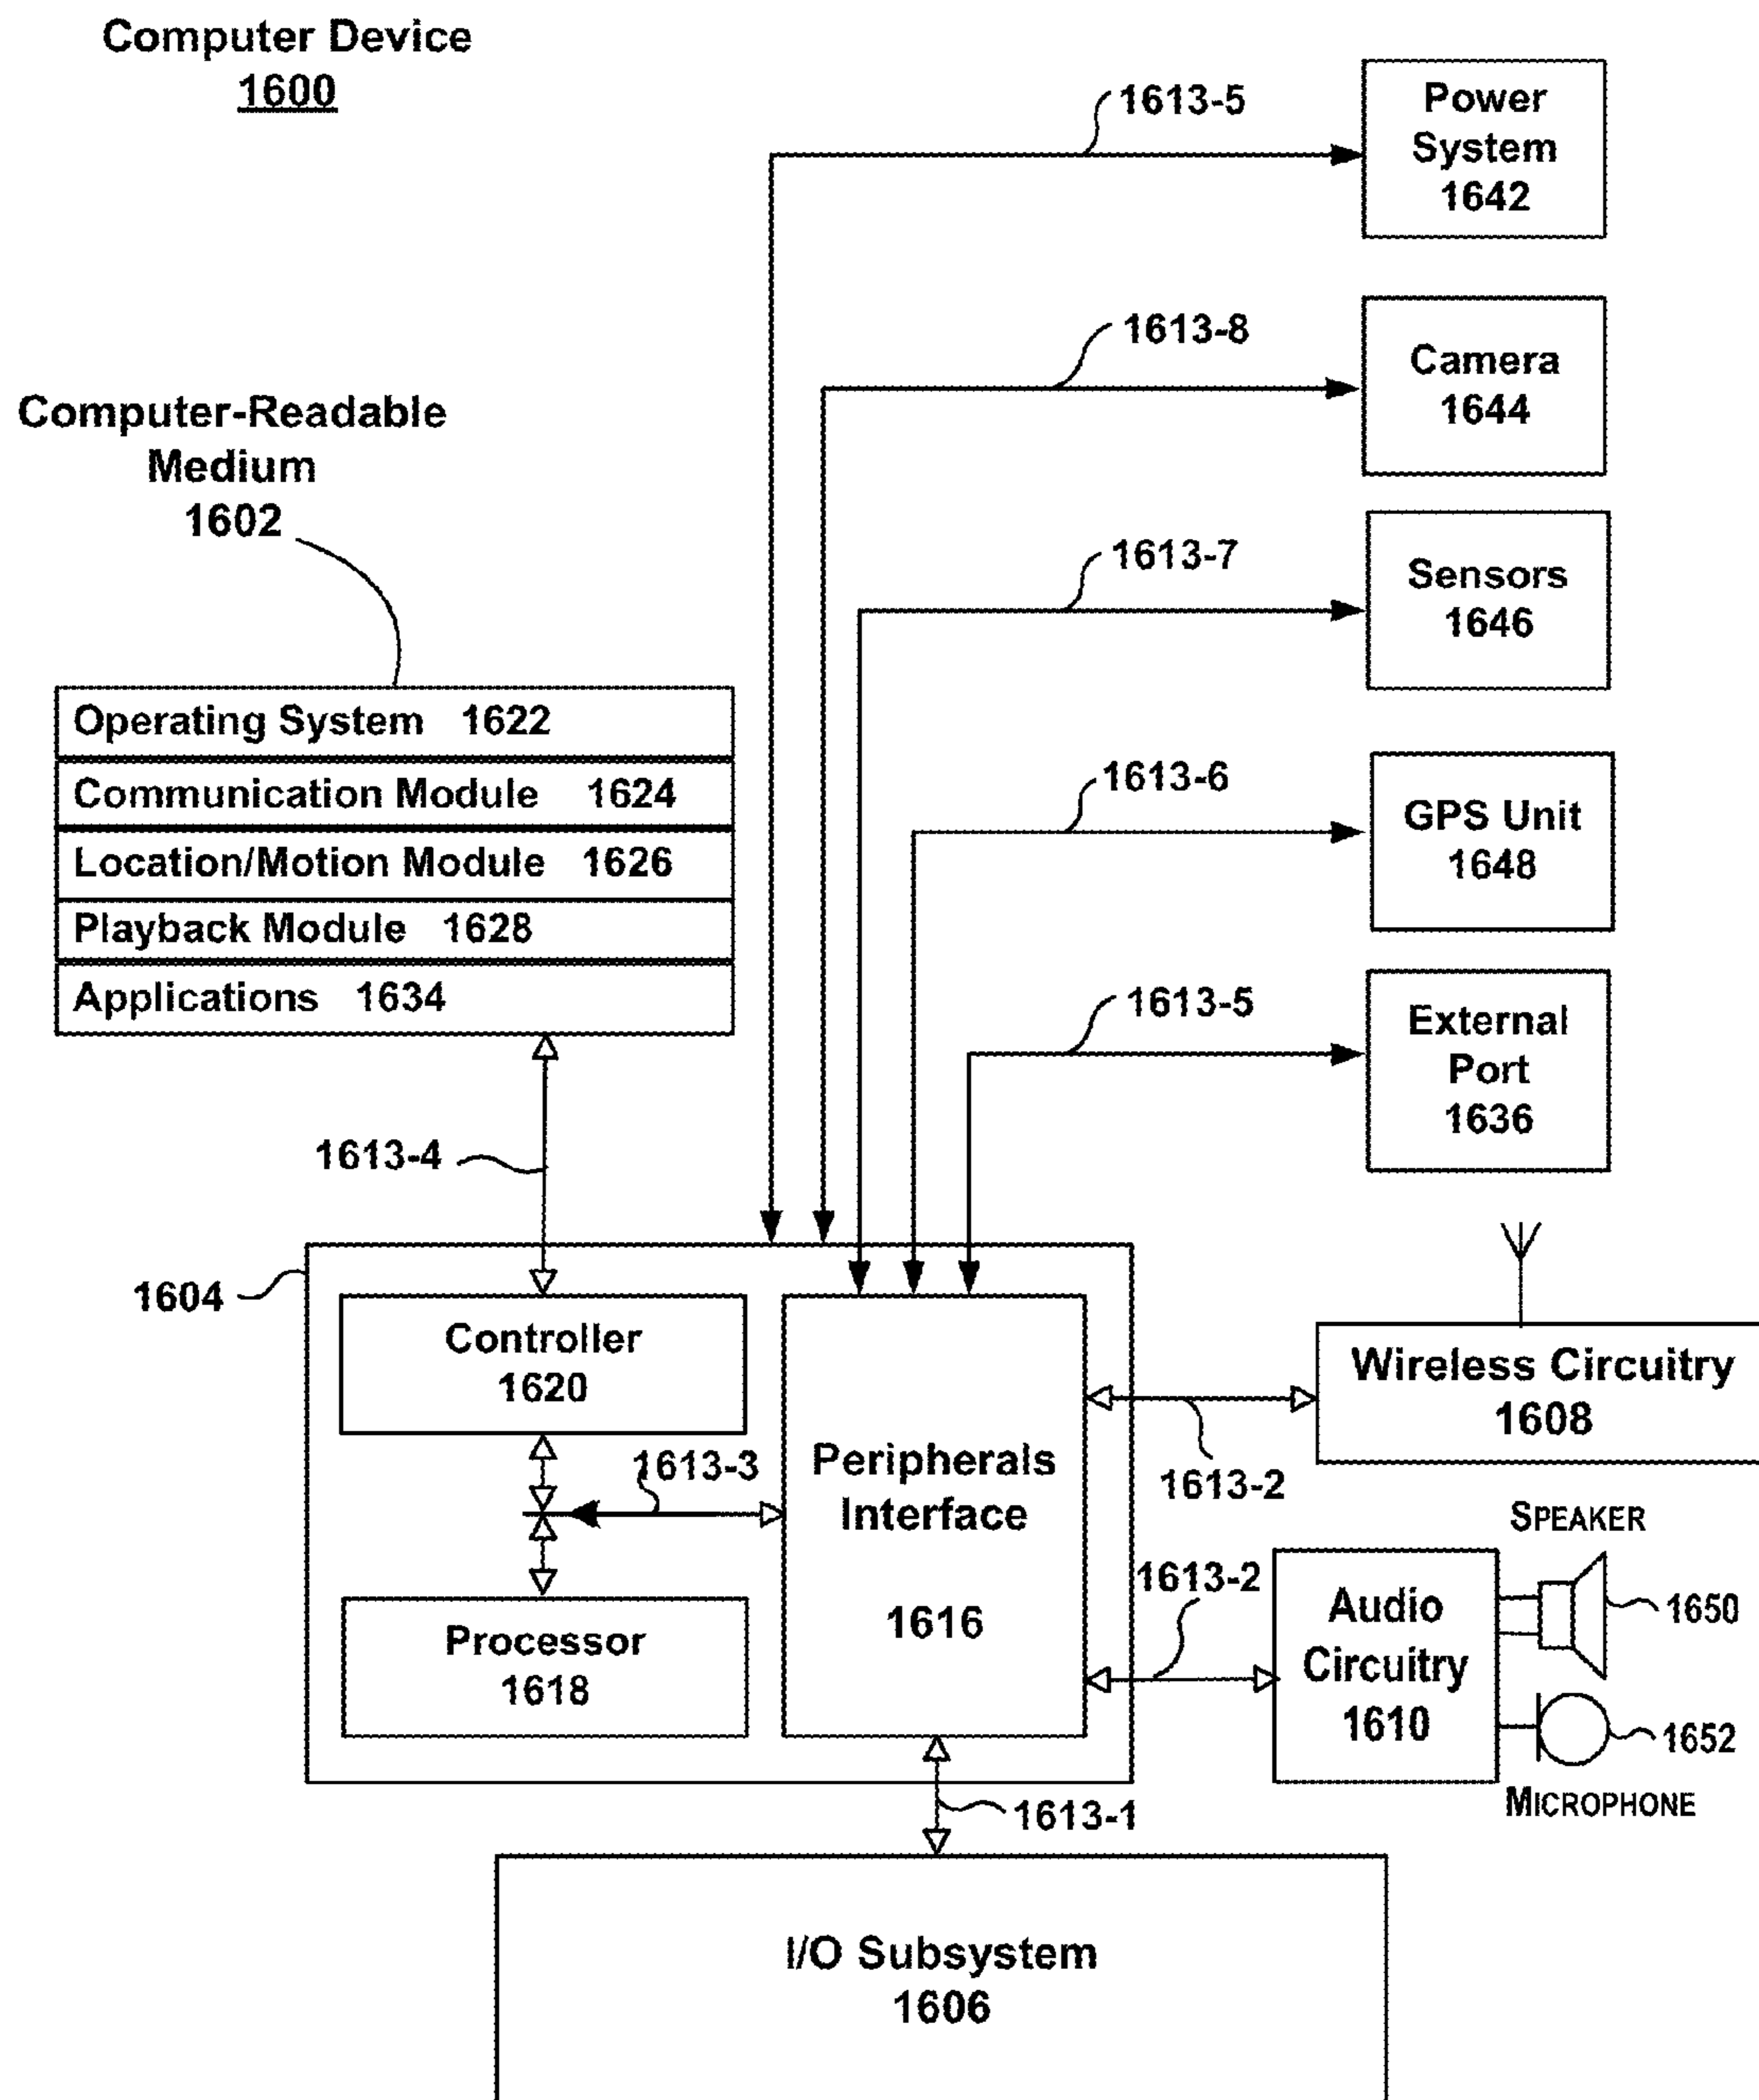 Computer Device
1600
1613-5
Power
System
1642
1613-8
Camera
1644
Computer-Readable
Medium
1602
1613-7
Sensors
1646
Operating System 1622
Communication Module 1624
Location/Motion Module 1626
Playback Module 1628
Applications 1634
1613-6
GPS Unit
1648
1613-5
External
Port
1636
1613-4
1604
Controller
1620
1613-3
Processor
1618
Peripherals
Interface
1616
Wireless Circuitry
1608
1613-2
SPEAKER
1613-2
Audio
Circuitry
1610
1650
1652
MICROPHONE
1613-1
I/O Subsystem
1606